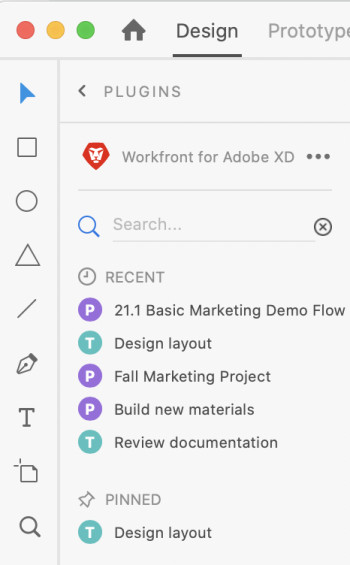 Design Prototype
PLUGINS
Workfront for Adobe XD
Search...
RECENT
P 21.1 Basic Marketing Demo Flow
T Design layout
P Fall Marketing Project
P Build new materials
T Review documentation
PINNED
T Design layout
T